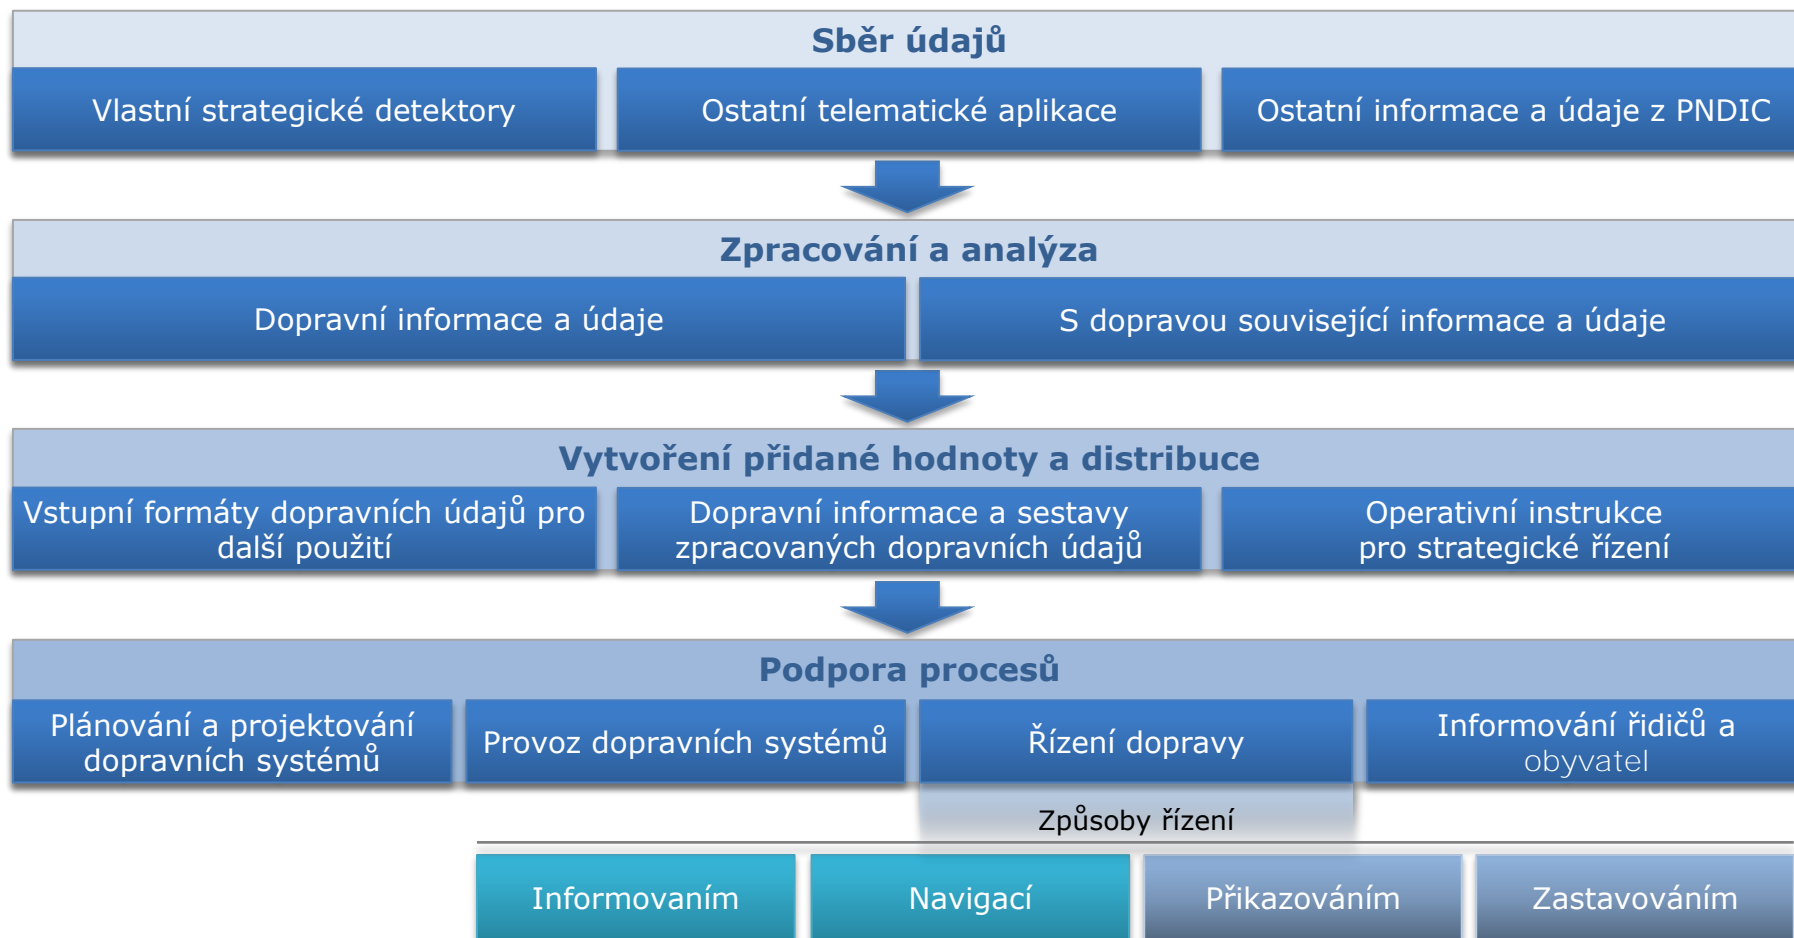 Sběr údajů
Vlastní strategické detektory
Ostatní telematické aplikace
Ostatní informace a údaje z PNDIC
Zpracování a analýza
Dopravní informace a údaje
S dopravou související informace a údaje
Vytvoření přidané hodnoty a distribuce
Vstupní formáty dopravních údajů pro
další použití
Dopravní informace a sestavy
zpracovaných dopravních údajů
Operativní instrukce
pro strategické řízení
Podpora procesů
Plánování a projektování
dopravních systémů
Provoz dopravních systémů
Řízení dopravy
Informování řidičů a
obyvatel
Způsoby řízení
Informovaním
Navigací
Přikazováním
Zastavováním